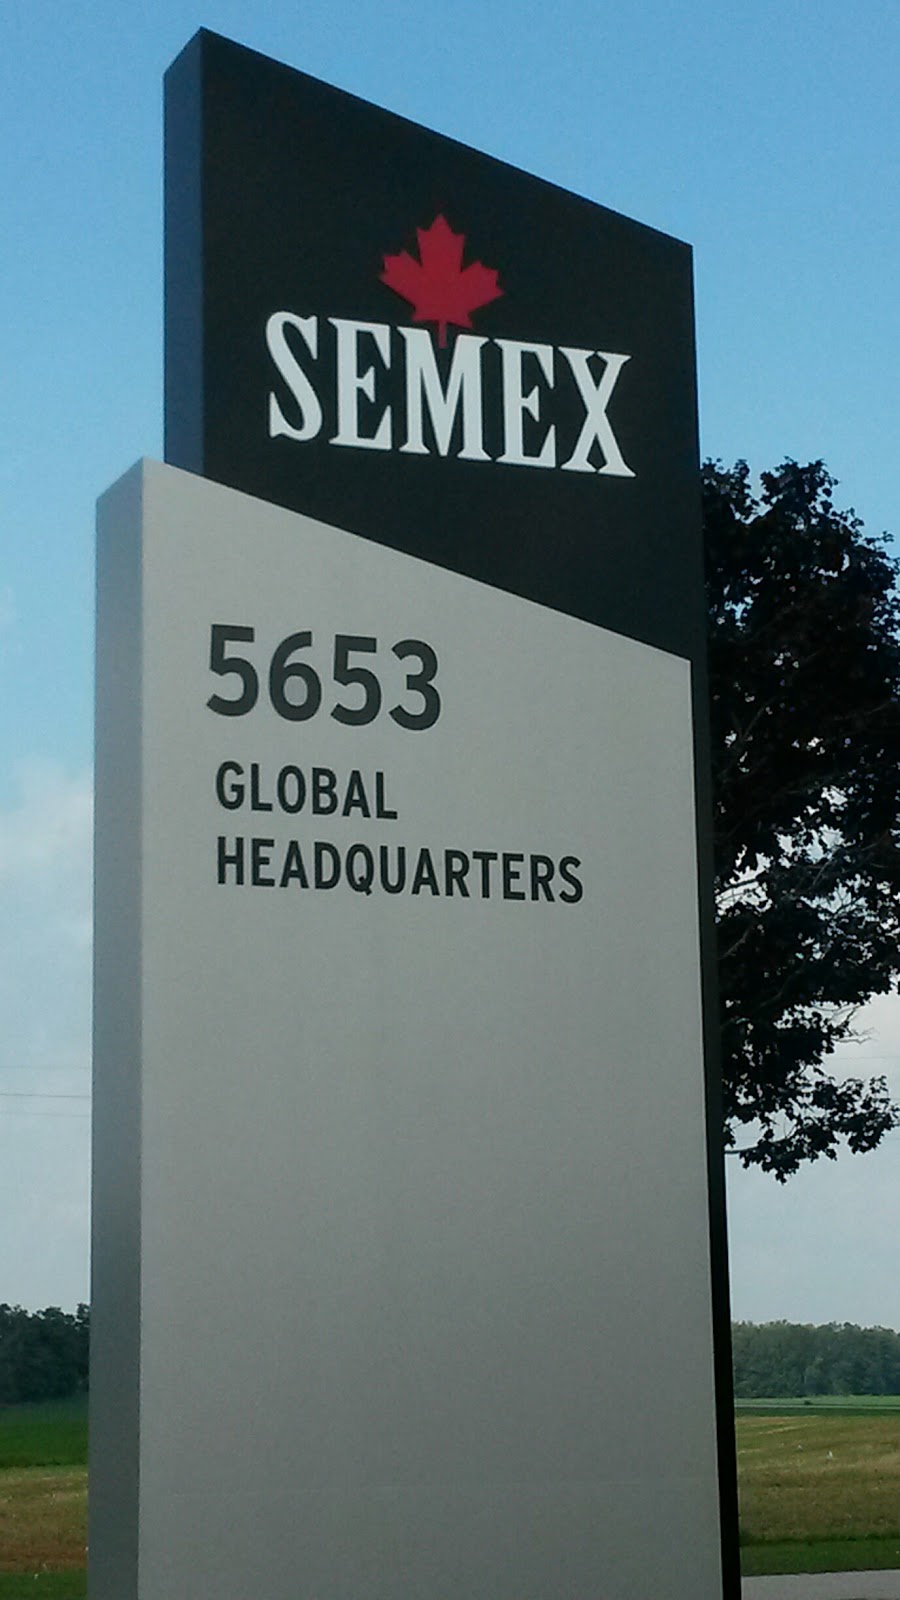 SEMEX
5653
GLOBAL
HEADQUARTERS